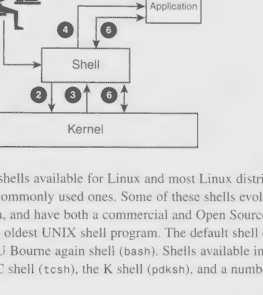 Application
4
6
Shell
2
3
6
Kernel
shells available for Linux and most Linux distri
commonly used ones. Some of these shells evol
a, and have both a commercial and Open Source
oldest UNIX shell program. The default shell
U Bourne again shell (bash). Shells available in
C shell (tcsh), the K shell (pdksh), and a numb